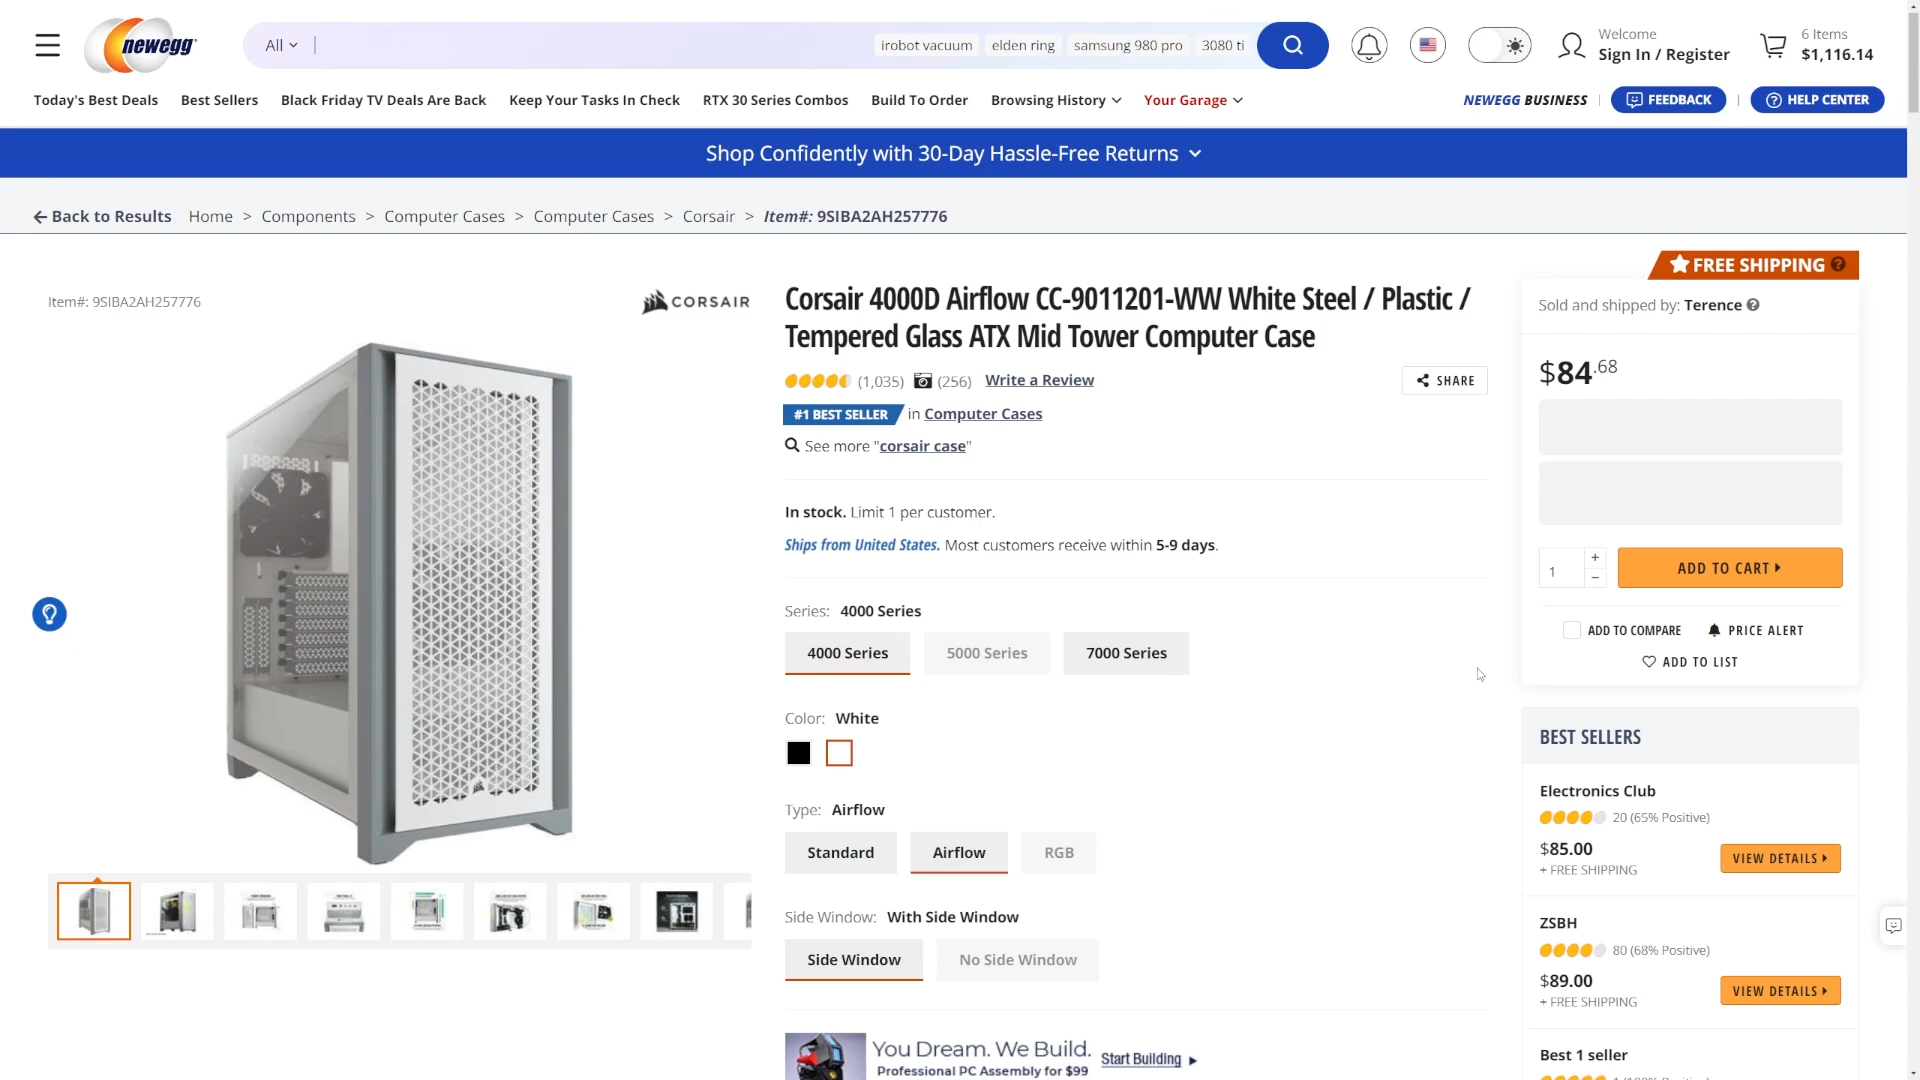 newegg
All
irobot vacuum
elden ring
samsung 980 pro
3080 ti
Welcome
Sign In / Register
6 Items
$1,116.14
Today's Best Deals
Best Sellers
Black Friday TV Deals Are Back
Keep Your Tasks In Check
RTX 30 Series Combos
Build To Order
Browsing History
Your Garage
NEWEGG BUSINESS
FEEDBACK
HELP CENTER
Shop Confidently with 30-Day Hassle-Free Returns
Back to Results
Home > Components > Computer Cases > Computer Cases > Corsair > Item#: 9SIBA2AH257776
FREE SHIPPING
Item#: 9SIBA2AH257776
CORSAIR
Corsair 4000D Airflow CC-9011201-WW White Steel / Plastic /
Tempered Glass ATX Mid Tower Computer Case
(1,035)
(256)
Write a Review
SHARE
#1 BEST SELLER in Computer Cases
See more "corsair case"
In stock. Limit 1 per customer.
Ships from United States. Most customers receive within 5-9 days.
Series: 4000 Series
4000 Series
5000 Series
7000 Series
Color: White
Type: Airflow
Standard
Airflow
RGB
Side Window: With Side Window
Side Window
No Side Window
You Dream. We Build.
Professional PC Assembly for $99
Start Building
Sold and shipped by: Terence
$84.68
1
+
−
ADD TO CART
ADD TO COMPARE
PRICE ALERT
ADD TO LIST
BEST SELLERS
Electronics Club
20 (65% Positive)
$85.00
+ FREE SHIPPING
VIEW DETAILS
ZSBH
80 (68% Positive)
$89.00
+ FREE SHIPPING
VIEW DETAILS
Best 1 seller